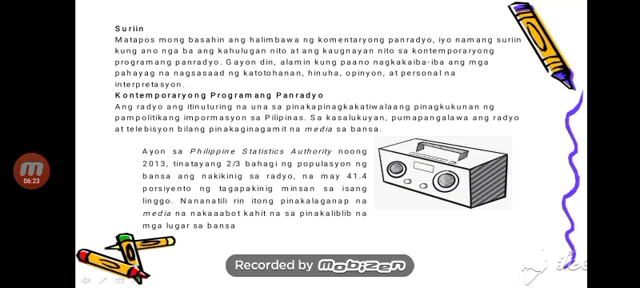 Suriin
Matapos mong basahin ang halimbawa ng komentaryong panradyo, iyo namang suriin
kung ano nga ba ang kahulugan nito at ang kaugnayan nito sa kontemporaryong
programang panradyo. Gayon din, alamin kung paano nagkakaiba-iba ang mga
pahayag na nagsasaad ng katotohanan, hinuha, opinyon, at personal na
interpretasyon.
Kontemporaryong Programang Panradyo
Ang radyo ang itinuturing na una sa pinakapinagkakatiwalaang pinagkukunan ng
pampolitikang impormasyon sa Pilipinas. Sa kasalukuyan, pumapangalawa ang radyo
at telebisyon bilang pinakaginagamit na media sa bansa.
Ayon sa Philippine Statistics Authority noong
2013, tinatayang 2/3 bahagi ng populasyon ng
bansa ang nakikinig sa radyo, na may 41.4
porsiyento ng tagapakinig minsan sa isang
linggo. Nananatili rin itong pinakalaganap na
media na nakaaabot kahit na sa pinakaliblib na
mga lugar sa bansa
06:23
Recorded by Mobizen